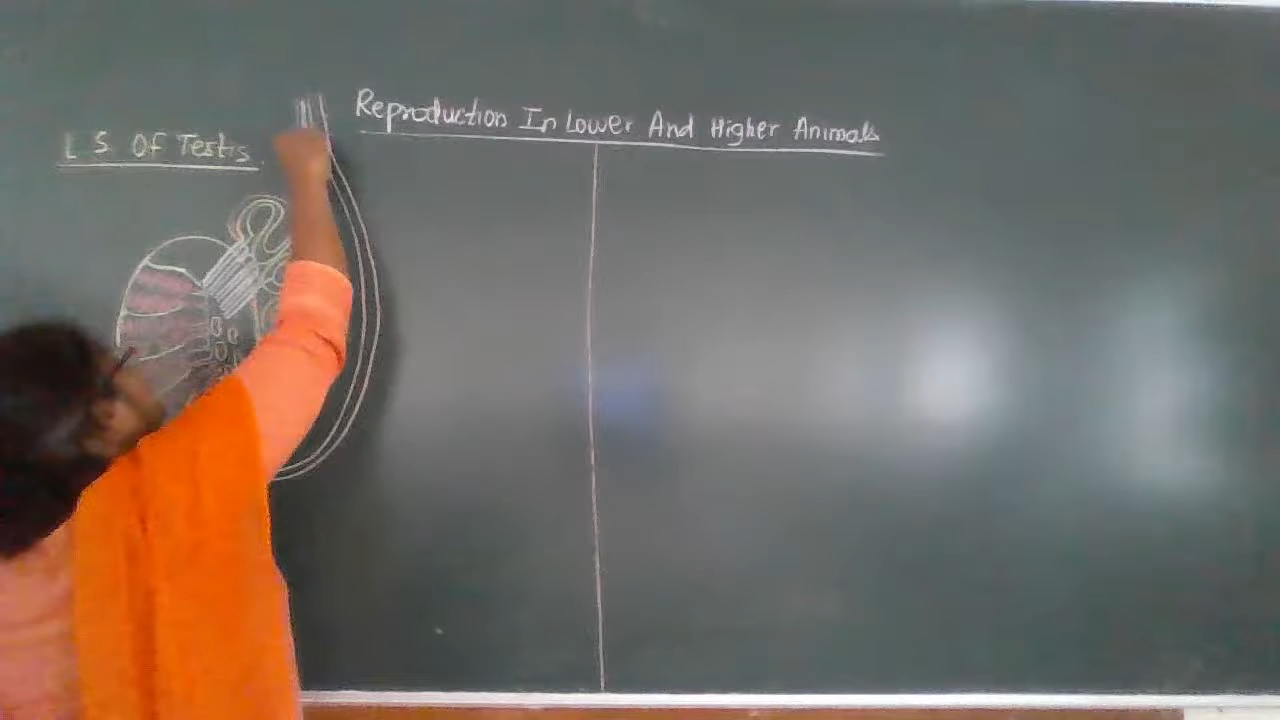 Reproduction In Lower And Higher Animals
L S Of Testis